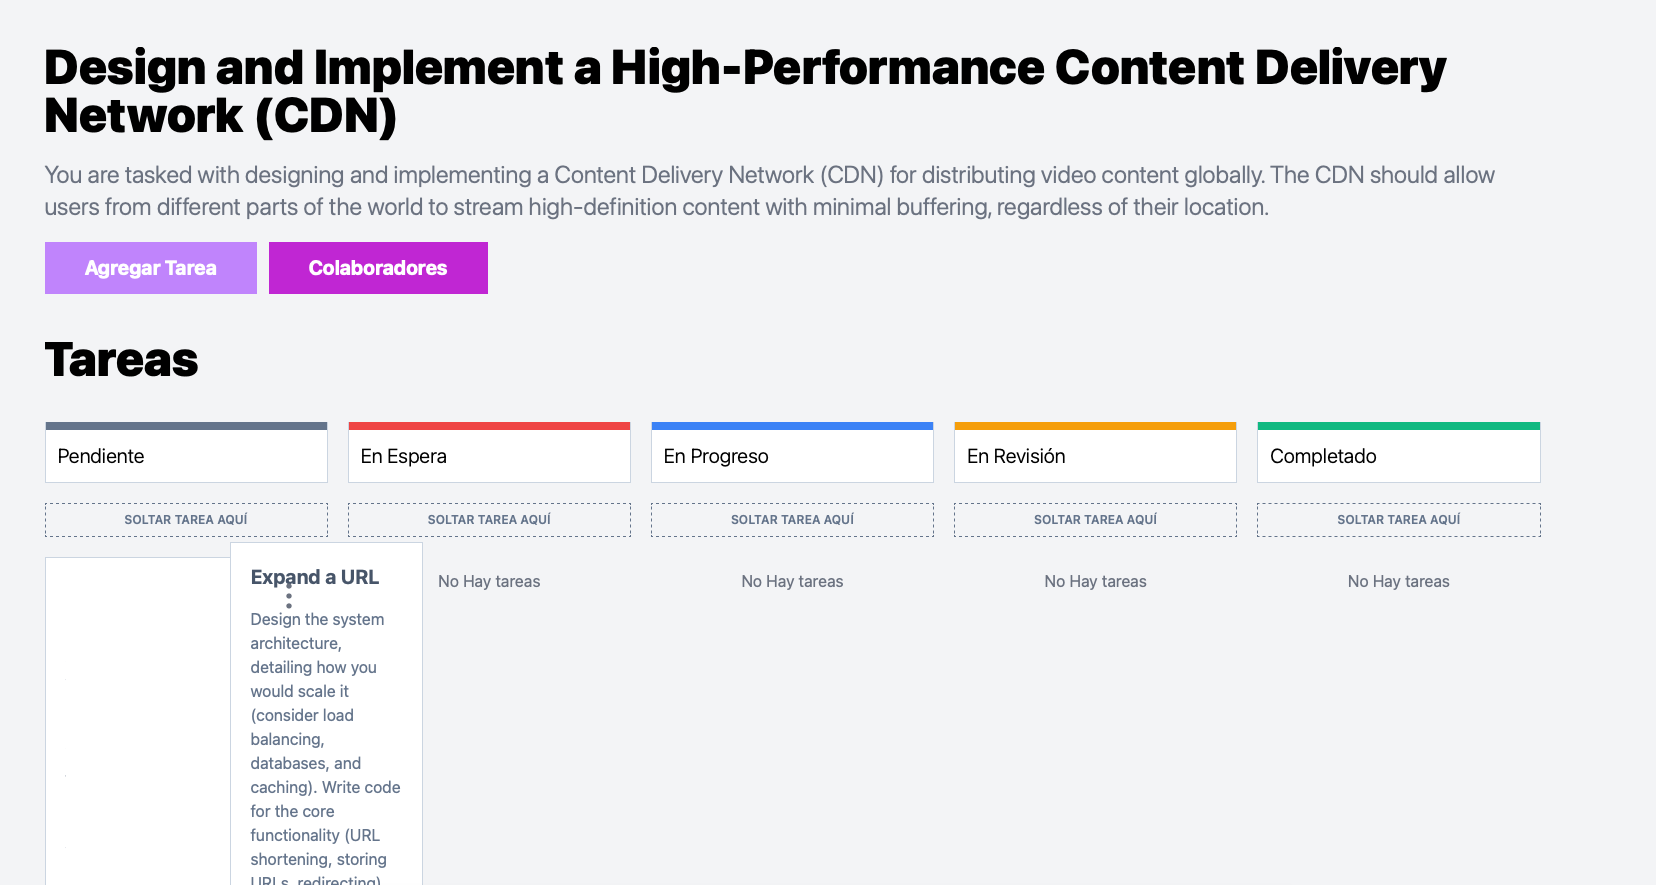 Design and Implement a High-Performance Content Delivery
Network (CDN)
You are tasked with designing and implementing a Content Delivery Network (CDN) for distributing video content globally. The CDN should allow
users from different parts of the world to stream high-definition content with minimal buffering, regardless of their location.
Agregar Tarea
Colaboradores
Tareas
Pendiente
En Espera
En Progreso
En Revisión
Completado
SOLTAR TAREA AQUÍ
SOLTAR TAREA AQUÍ
SOLTAR TAREA AQUÍ
SOLTAR TAREA AQUÍ
SOLTAR TAREA AQUÍ
Expand a URL
Design the system
architecture,
detailing how you
would scale it
(consider load
balancing,
databases, and
caching). Write code
for the core
functionality (URL
shortening, storing
URLs, redirecting)
No Hay tareas
No Hay tareas
No Hay tareas
No Hay tareas